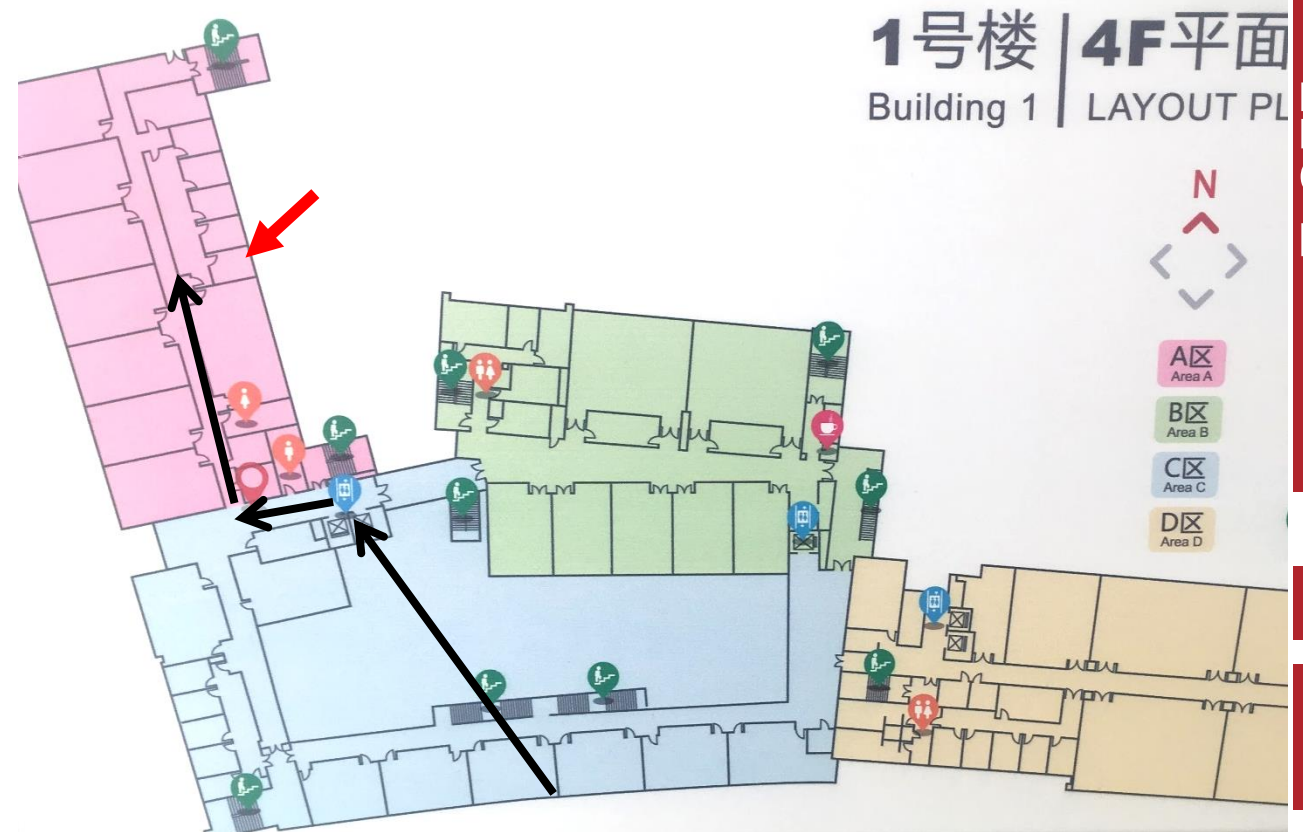 1号楼 4F平面
Building 1 LAYOUT PL
N
A区
Area A
B区
Area B
C区
Area C
D区
Area D